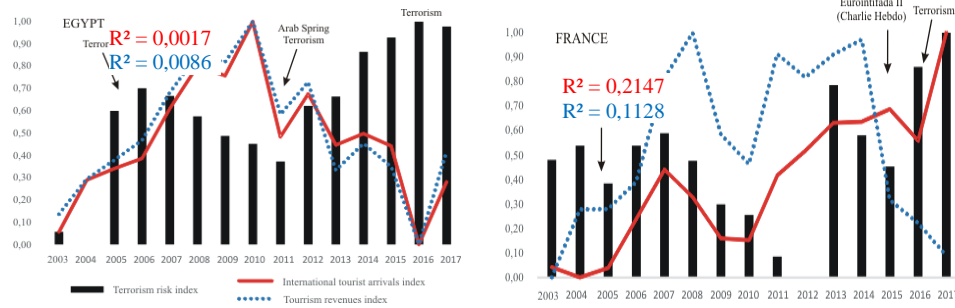 EGYPT
Terror
R² = 0,0017
R² = 0,0086
Arab Spring
Terrorism
Terrorism
1,00
0,90
0,80
0,70
0,60
0,50
0,40
0,30
0,20
0,10
0,00
2003 2004 2005 2006 2007 2008 2009 2010 2011 2012 2013 2014 2015 2016 2017
Terrorism risk index
International tourist arrivals index
Tourism revenues index
FRANCE
R² = 0,2147
R² = 0,1128
Eurointifada II
(Charlie Hebdo)
Terrorism
1,00
0,90
0,80
0,70
0,60
0,50
0,40
0,30
0,20
0,10
0,00
2003 2004 2005 2006 2007 2008 2009 2010 2011 2012 2013 2014 2015 2016 2017